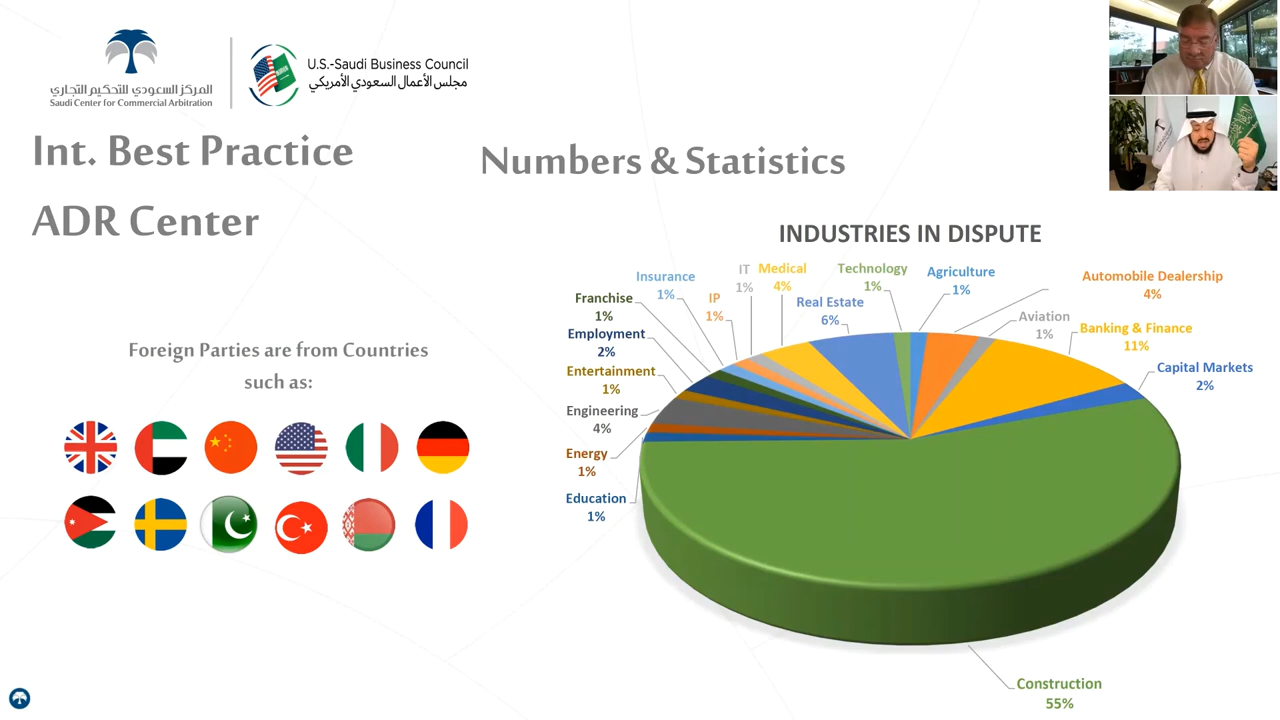 المركز السعودي للتحكيم التجاري
Saudi Center for Commercial Arbitration
U.S.-Saudi Business Council
مجلس الأعمال السعودي الأمريكي
Int. Best Practice
ADR Center
Numbers & Statistics
Foreign Parties are from Countries
such as:
INDUSTRIES IN DISPUTE
Agriculture
1%
Automobile Dealership
4%
Aviation
1%
Banking & Finance
11%
Capital Markets
2%
Construction
55%
Education
1%
Energy
1%
Engineering
4%
Entertainment
1%
Employment
2%
Franchise
1%
Insurance
1%
IP
1%
IT
1%
Medical
4%
Real Estate
6%
Technology
1%